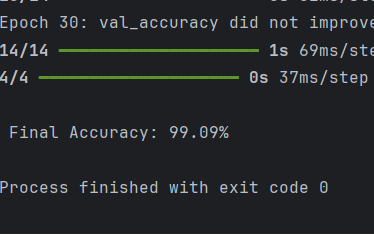 Epoch 30: val_accuracy did not improve
14/14 1s 69ms/ste
4/4 0s 37ms/step
Final Accuracy: 99.09%
Process finished with exit code 0